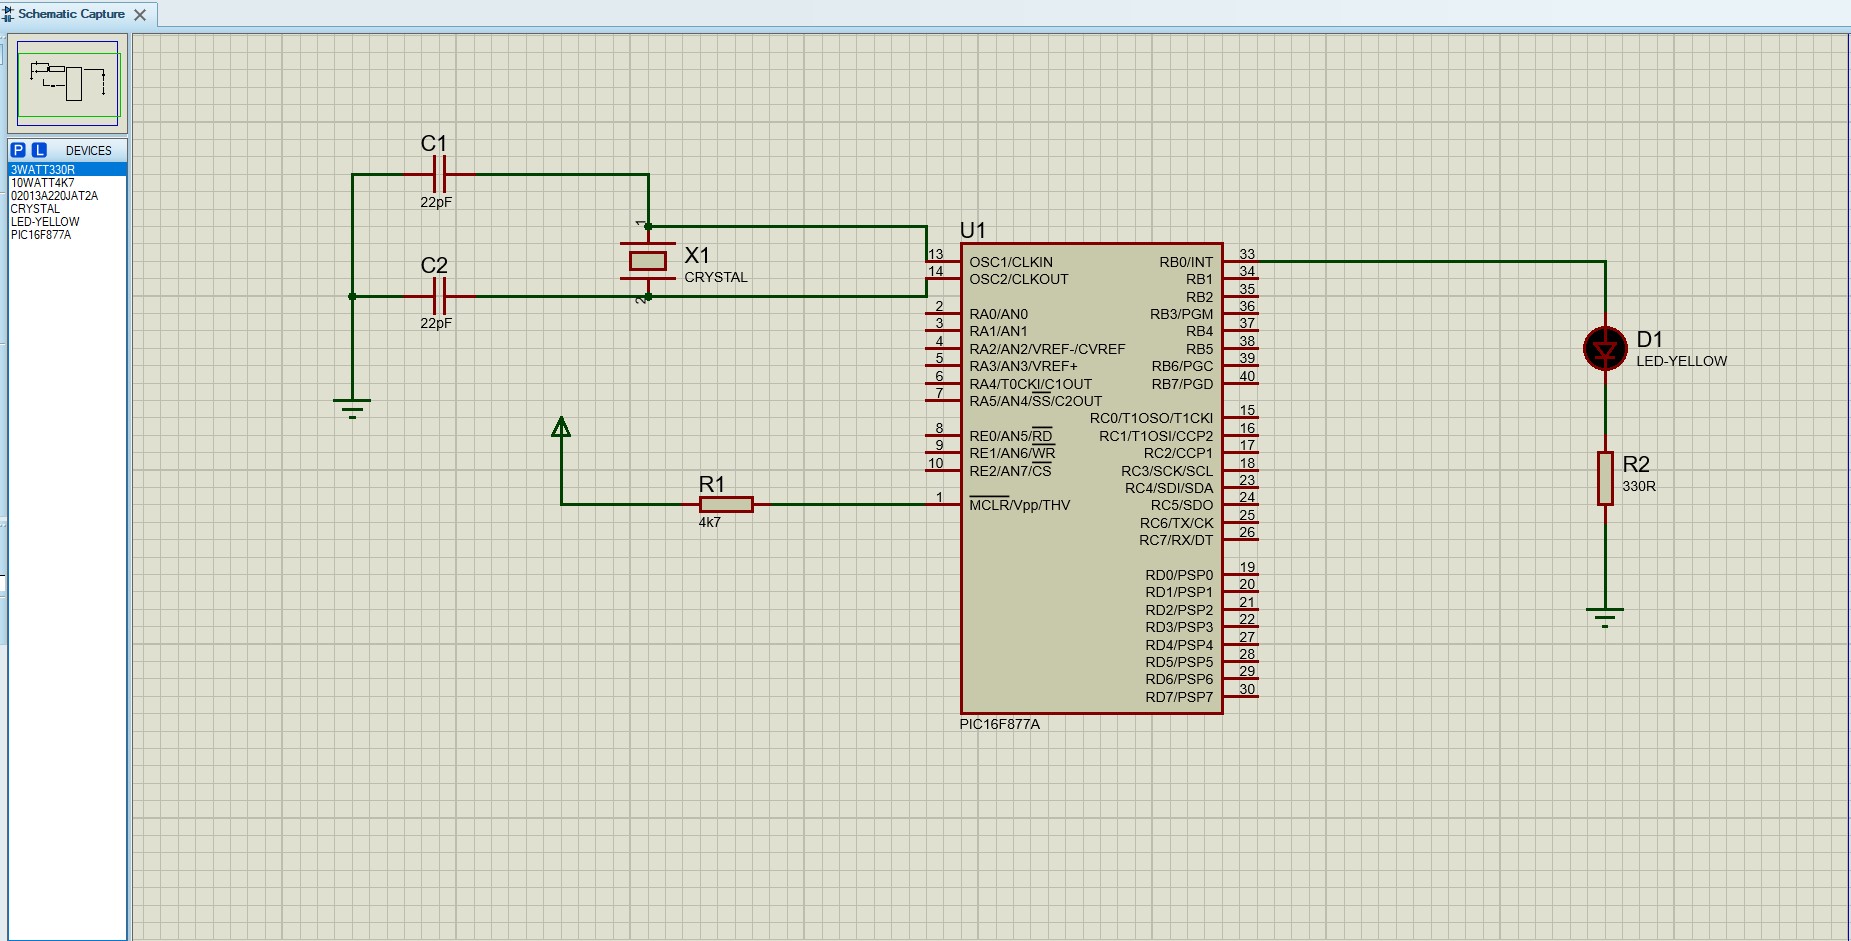 Schematic Capture
P L DEVICES
3WATT330R
10WATT4K7
02013A220JAT2A
CRYSTAL
LED-YELLOW
PIC16F877A
C1
22pF
C2
22pF
1
X1
CRYSTAL
2
R1
4k7
U1
13 OSC1/CLKIN
14 OSC2/CLKOUT
2 RA0/AN0
3 RA1/AN1
4 RA2/AN2/VREF-/CVREF
5 RA3/AN3/VREF+
6 RA4/T0CKI/C1OUT
7 RA5/AN4/SS/C2OUT
8 RE0/AN5/RD
9 RE1/AN6/WR
10 RE2/AN7/CS
1 MCLR/Vpp/THV
RB0/INT 33
RB1 34
RB2 35
RB3/PGM 36
RB4 37
RB5 38
RB6/PGC 39
RB7/PGD 40
RC0/T1OSO/T1CKI 15
RC1/T1OSI/CCP2 16
RC2/CCP1 17
RC3/SCK/SCL 18
RC4/SDI/SDA 23
RC5/SDO 24
RC6/TX/CK 25
RC7/RX/DT 26
RD0/PSP0 19
RD1/PSP1 20
RD2/PSP2 21
RD3/PSP3 22
RD4/PSP4 27
RD5/PSP5 28
RD6/PSP6 29
RD7/PSP7 30
PIC16F877A
D1
LED-YELLOW
R2
330R